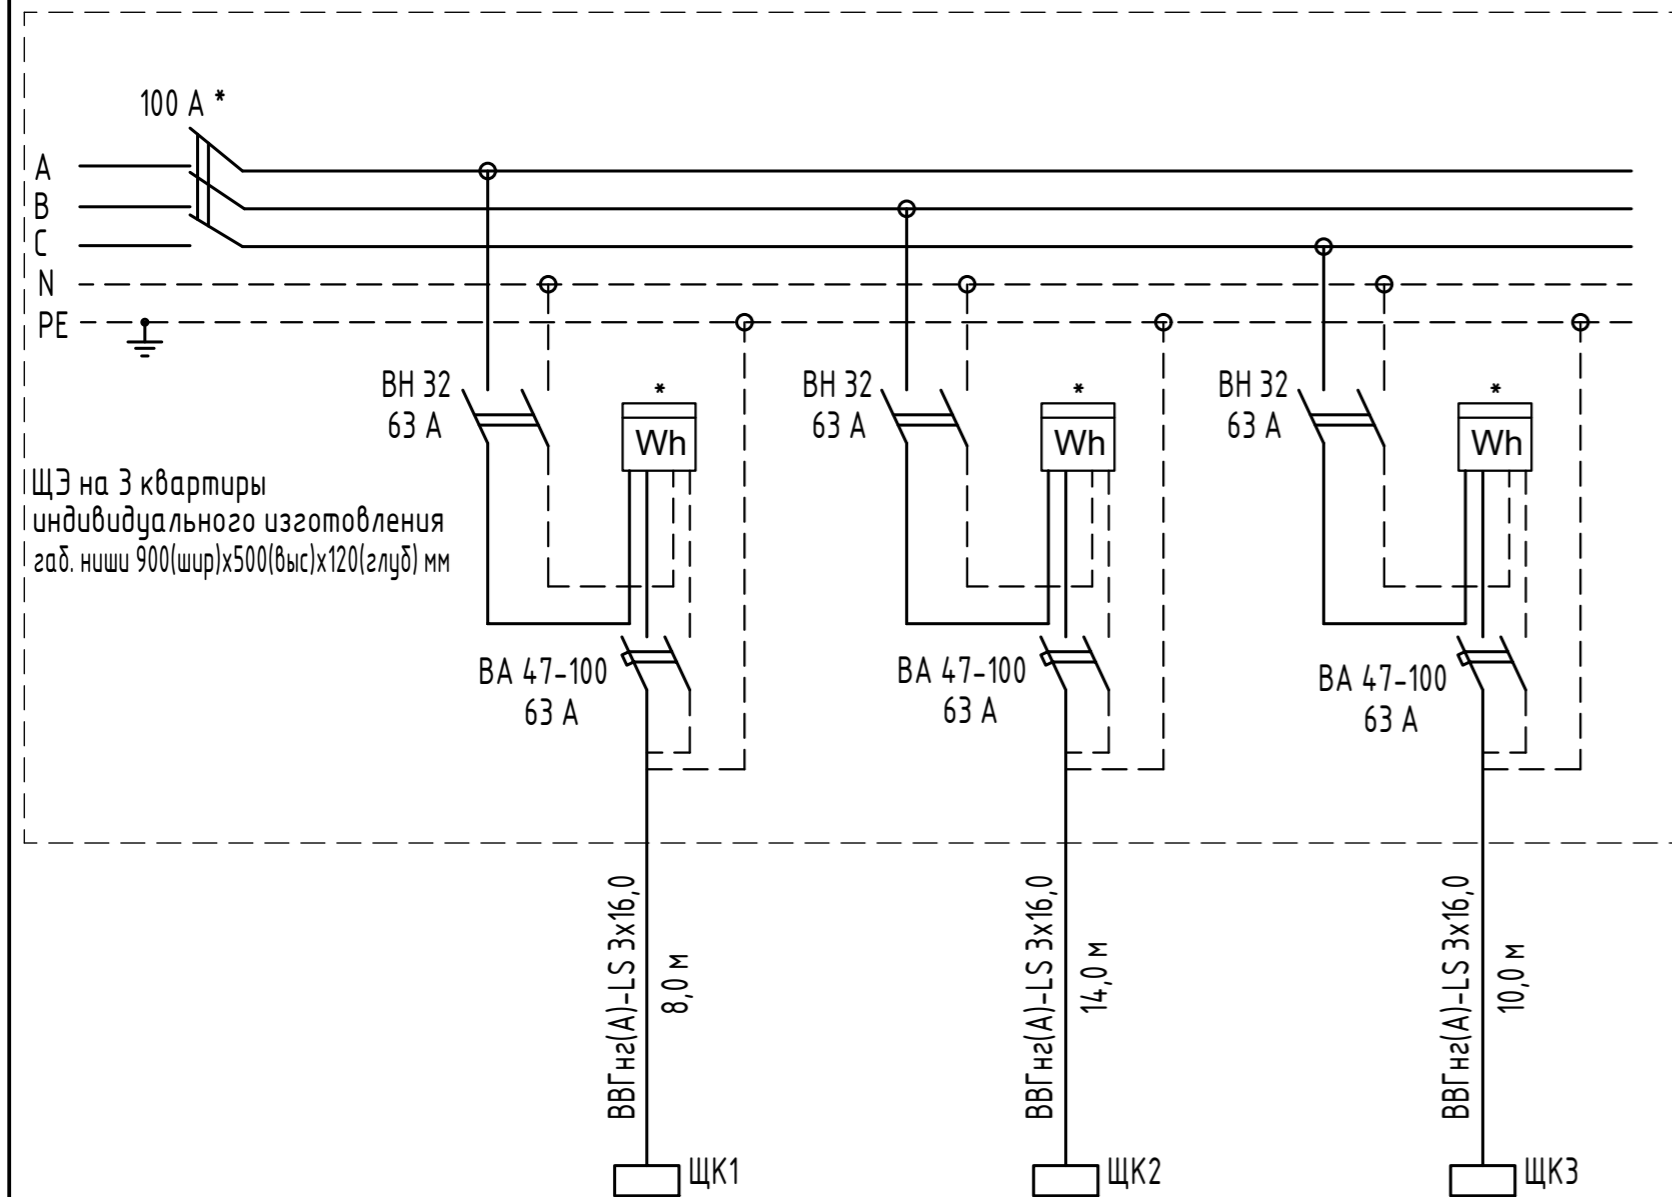 100 А *
А
В
С
N
РЕ
ВН 32
63 А
*
Wh
ВН 32
63 А
*
Wh
ВН 32
63 А
*
Wh
ЩЭ на 3 квартиры
индивидуального изготовления
габ. ниши 900(шир)х500(выс)х120(глуб) мм
ВА 47-100
63 А
ВА 47-100
63 А
ВА 47-100
63 А
ВВГнг(А)-LS 3х16,0
8,0 м
ВВГнг(А)-LS 3х16,0
14,0 м
ВВГнг(А)-LS 3х16,0
10,0 м
ЩК1
ЩК2
ЩК3